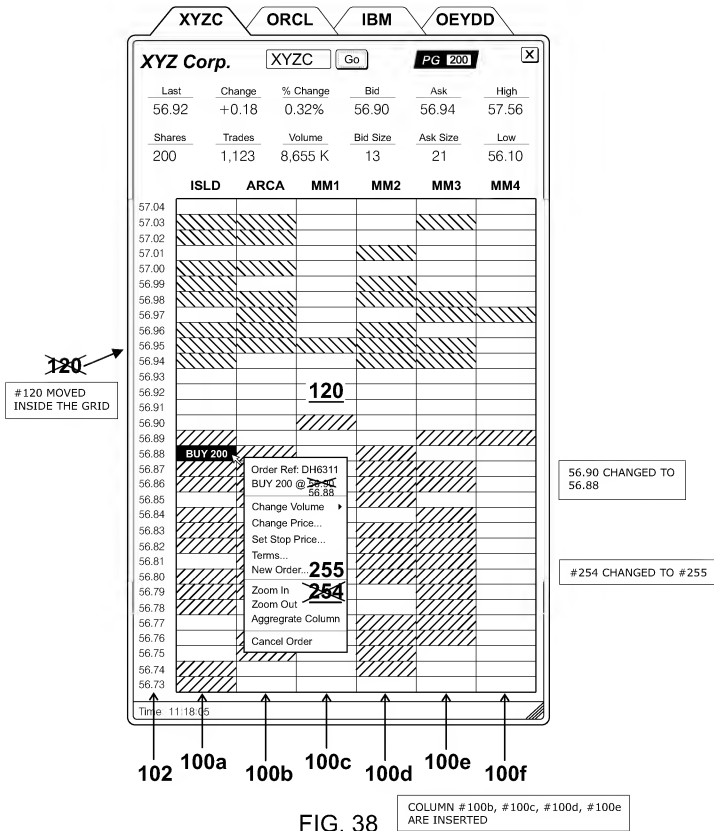 XYZC ORCL IBM OEYDD
XYZ Corp. XYZC Go PG 200 X
Last Change % Change Bid Ask High
56.92 +0.18 0.32% 56.90 56.94 57.56
Shares Trades Volume Bid Size Ask Size Low
200 1,123 8,655 K 13 21 56.10
ISLD ARCA MM1 MM2 MM3 MM4
57.04
57.03
57.02
57.01
57.00
56.99
56.98
56.97
56.96
56.95
56.94
56.93
56.92
56.91
56.90
56.89
56.88
56.87
56.86
56.85
56.84
56.83
56.82
56.81
56.80
56.79
56.78
56.77
56.76
56.75
56.74
56.73
120
#120 MOVED
INSIDE THE GRID
120
BUY 200
Order Ref: DH6311
BUY 200 @ 56.90
56.88
Change Volume
Change Price...
Set Stop Price...
Terms...
New Order... 255
254
Zoom In
Zoom Out
Aggregrate Column
Cancel Order
56.90 CHANGED TO
56.88
#254 CHANGED TO #255
Time 11:18:05
102 100a 100b 100c 100d 100e 100f
FIG. 38
COLUMN #100b, #100c, #100d, #100e
ARE INSERTED